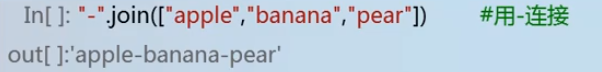 In[ ]: "-".join(["apple","banana","pear"]) #用-连接
out[ ]:'apple-banana-pear'